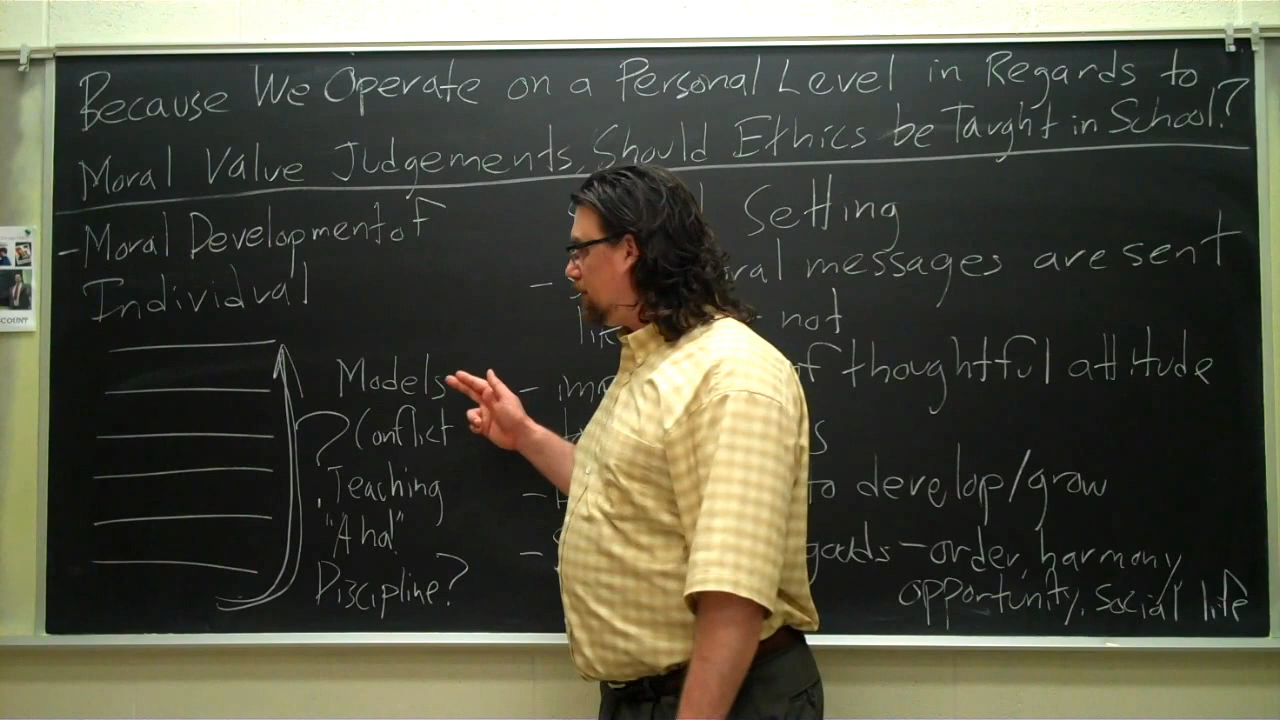 Because We Operate on a Personal Level in Regards to
Moral Value Judgements, Should Ethics be Taught in School?
- Moral Development of
Individual
Models
? Conflict
Teaching
"Aha"
Discipline?
Setting
- messages are sent
- not
- of thoughtful attitude
- to develop/grow
- goods - order, harmony,
opportunity, social life
COUNT